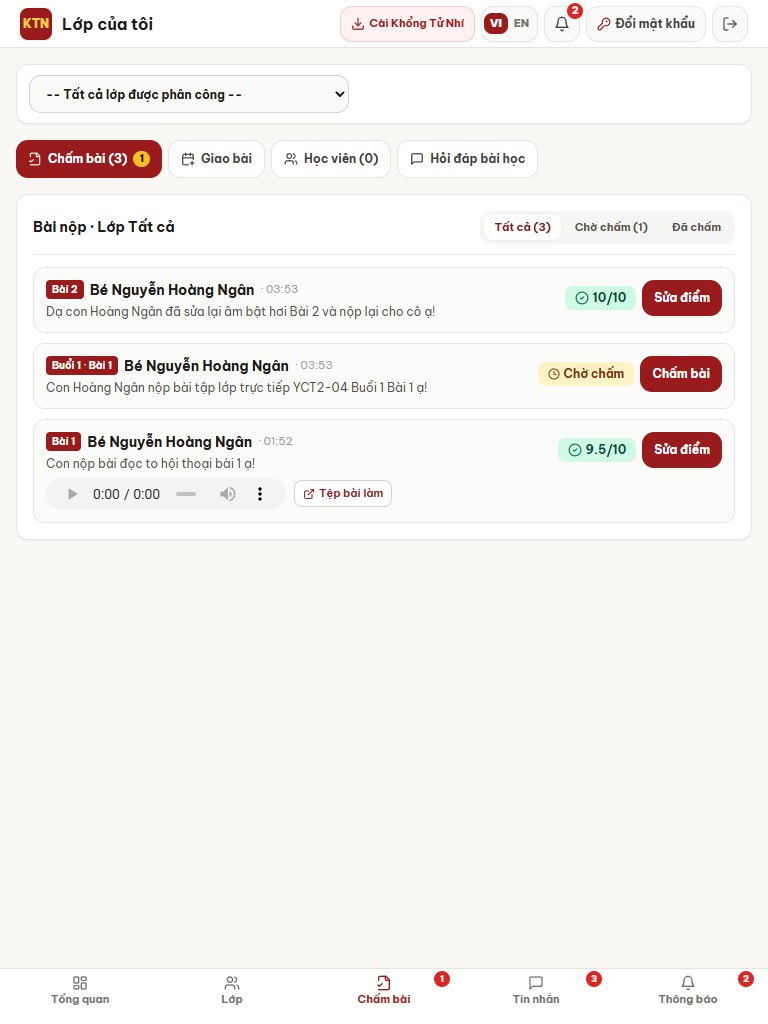 KTN Lớp của tôi Cài Khổng Tử Nhí VI EN 2 Đổi mật khẩu
-- Tất cả lớp được phân công --
Chấm bài (3) 1 Giao bài Học viên (0) Hỏi đáp bài học
Bài nộp · Lớp Tất cả Tất cả (3) Chờ chấm (1) Đã chấm
Bài 2 Bé Nguyễn Hoàng Ngân · 03:53 10/10 Sửa điểm
Dạ con Hoàng Ngân đã sửa lại âm bật hơi Bài 2 và nộp lại cho cô ạ!
Buổi 1 · Bài 1 Bé Nguyễn Hoàng Ngân · 03:53 Chờ chấm Chấm bài
Con Hoàng Ngân nộp bài tập lớp trực tiếp YCT2-04 Buổi 1 Bài 1 ạ!
Bài 1 Bé Nguyễn Hoàng Ngân · 01:52 9.5/10 Sửa điểm
Con nộp bài đọc to hội thoại bài 1 ạ!
0:00 / 0:00 Tệp bài làm
1 3 2
Tổng quan Lớp Chấm bài Tin nhắn Thông báo